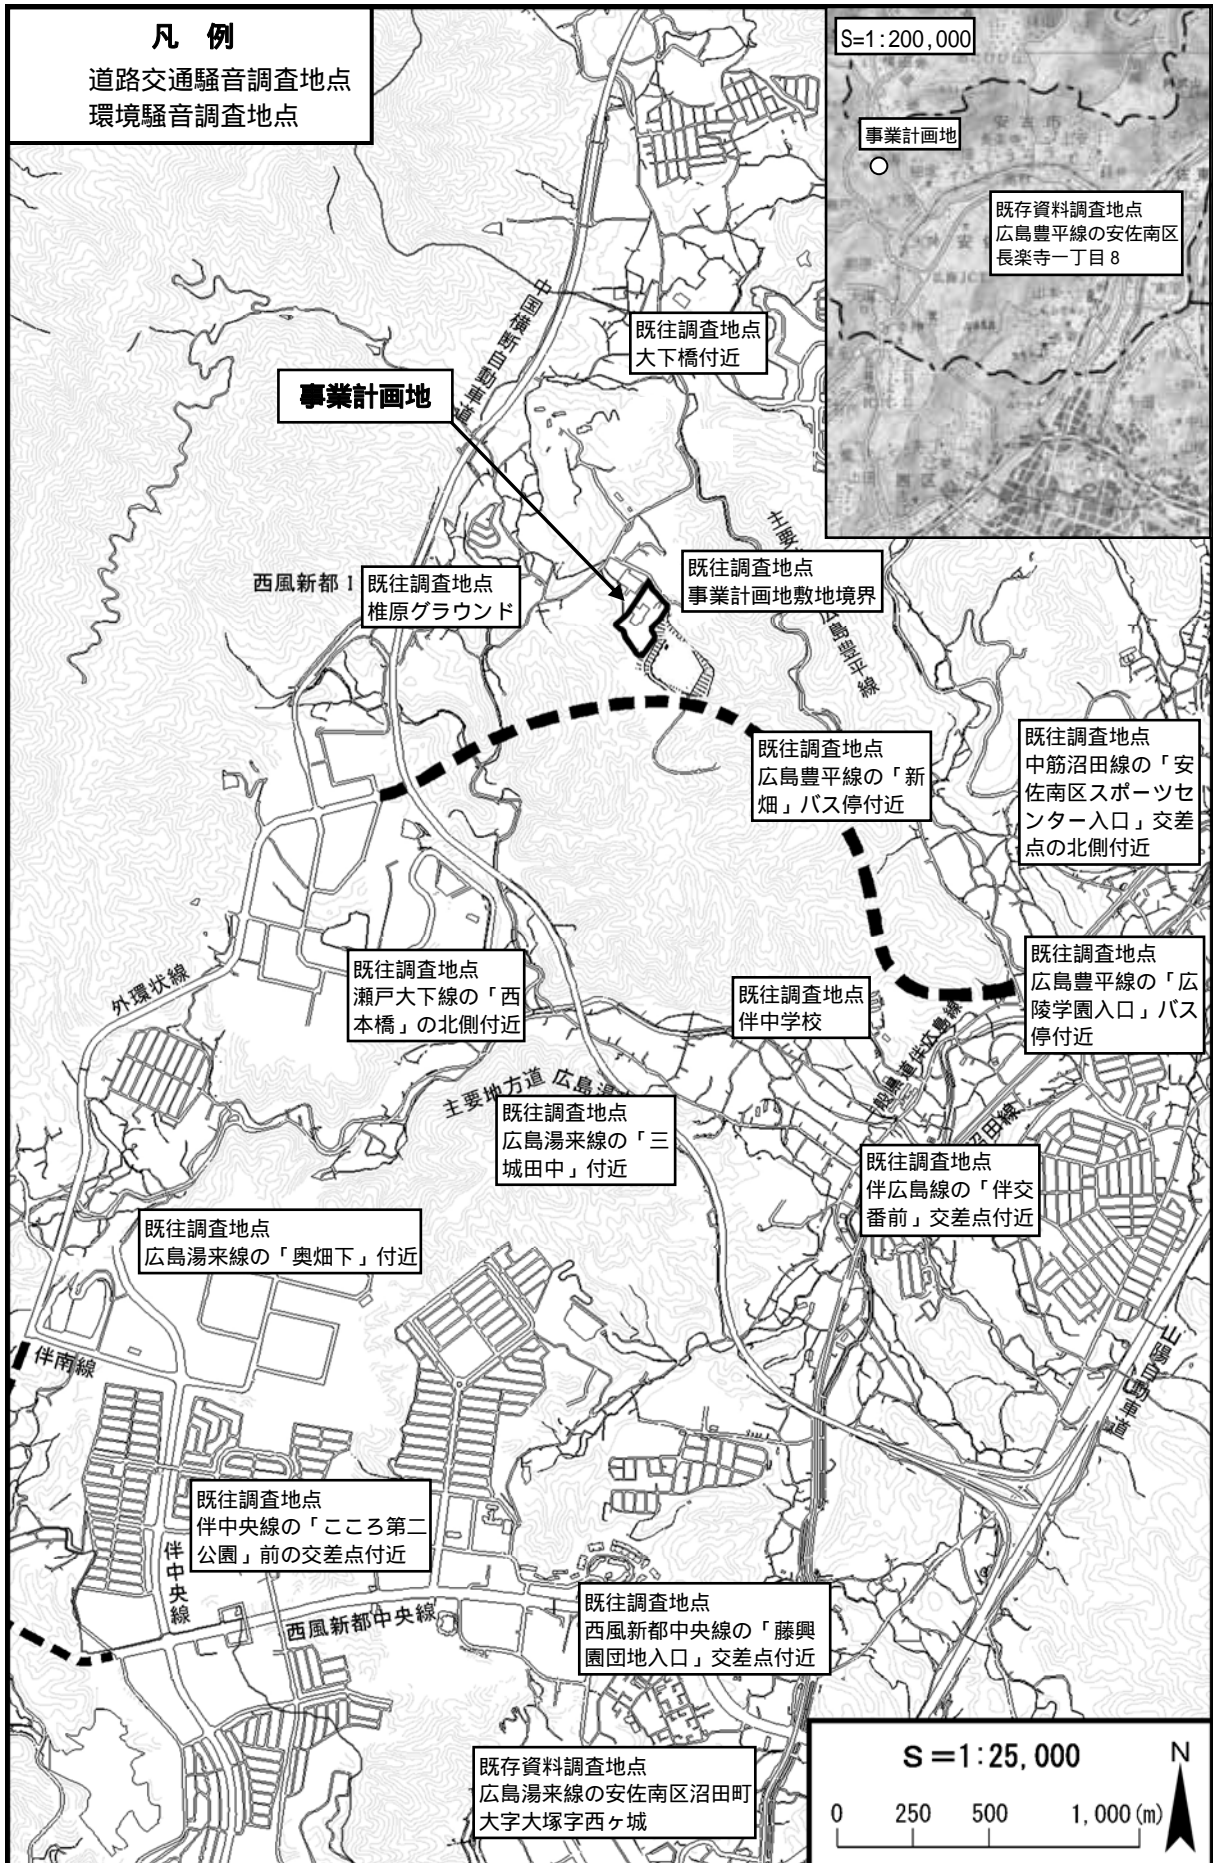 凡 例
道路交通騒音調査地点
環境騒音調査地点
S=1:200,000
事業計画地
既存資料調査地点
広島豊平線の安佐南区
長楽寺一丁目8
中国横断自動車道
既往調査地点
大下橋付近
事業計画地
主要
広島豊平線
西風新都
既往調査地点
椎原グラウンド
既往調査地点
事業計画地敷地境界
既往調査地点
広島豊平線の「新
畑」バス停付近
既往調査地点
中筋沼田線の「安
佐南区スポーツセ
ンター入口」交差
点の北側付近
外環状線
既往調査地点
瀬戸大下線の「西
本橋」の北側付近
既往調査地点
伴中学校
既往調査地点
広島豊平線の「広
陵学園入口」バス
停付近
一般県道伴広島線
沼田線
主要地方道 広島湯
既往調査地点
広島湯来線の「三
城田中」付近
既往調査地点
伴広島線の「伴交
番前」交差点付近
既往調査地点
広島湯来線の「奥畑下」付近
伴南線
山陽自動車道
既往調査地点
伴中央線の「こころ第二
公園」前の交差点付近
伴中央線
西風新都中央線
既往調査地点
西風新都中央線の「藤興
園団地入口」交差点付近
既存資料調査地点
広島湯来線の安佐南区沼田町
大字大塚字西ヶ城
S=1:25,000
N
0 250 500 1,000(m)